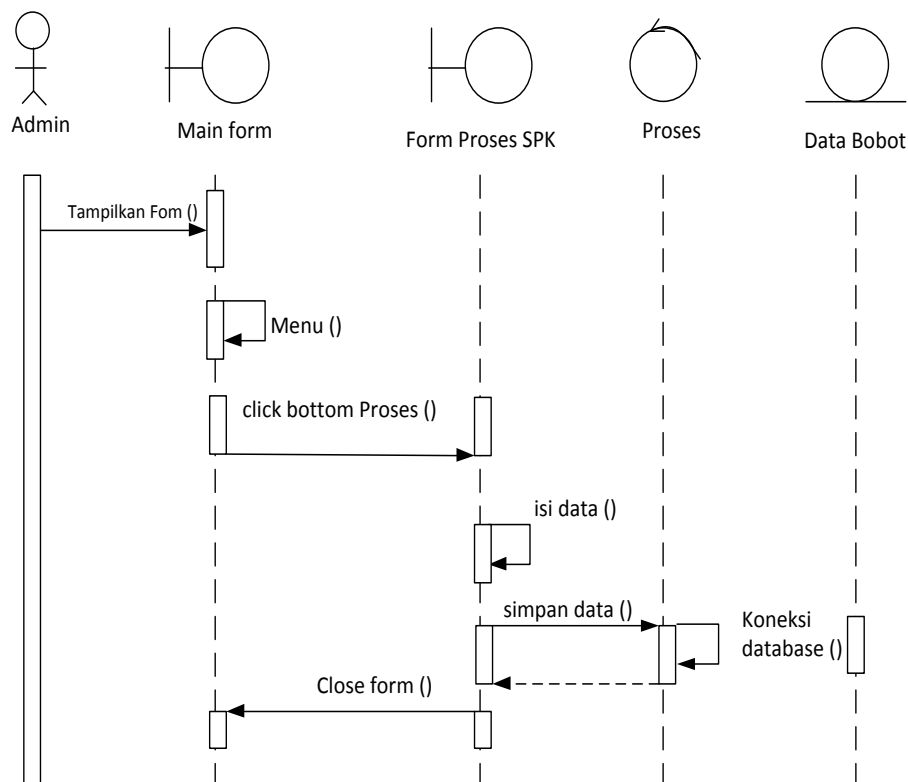 Admin
Main form
Form Proses SPK
Proses
Data Bobot
Tampilkan Fom ()
Menu ()
click bottom Proses ()
isi data ()
simpan data ()
Koneksi
database ()
Close form ()